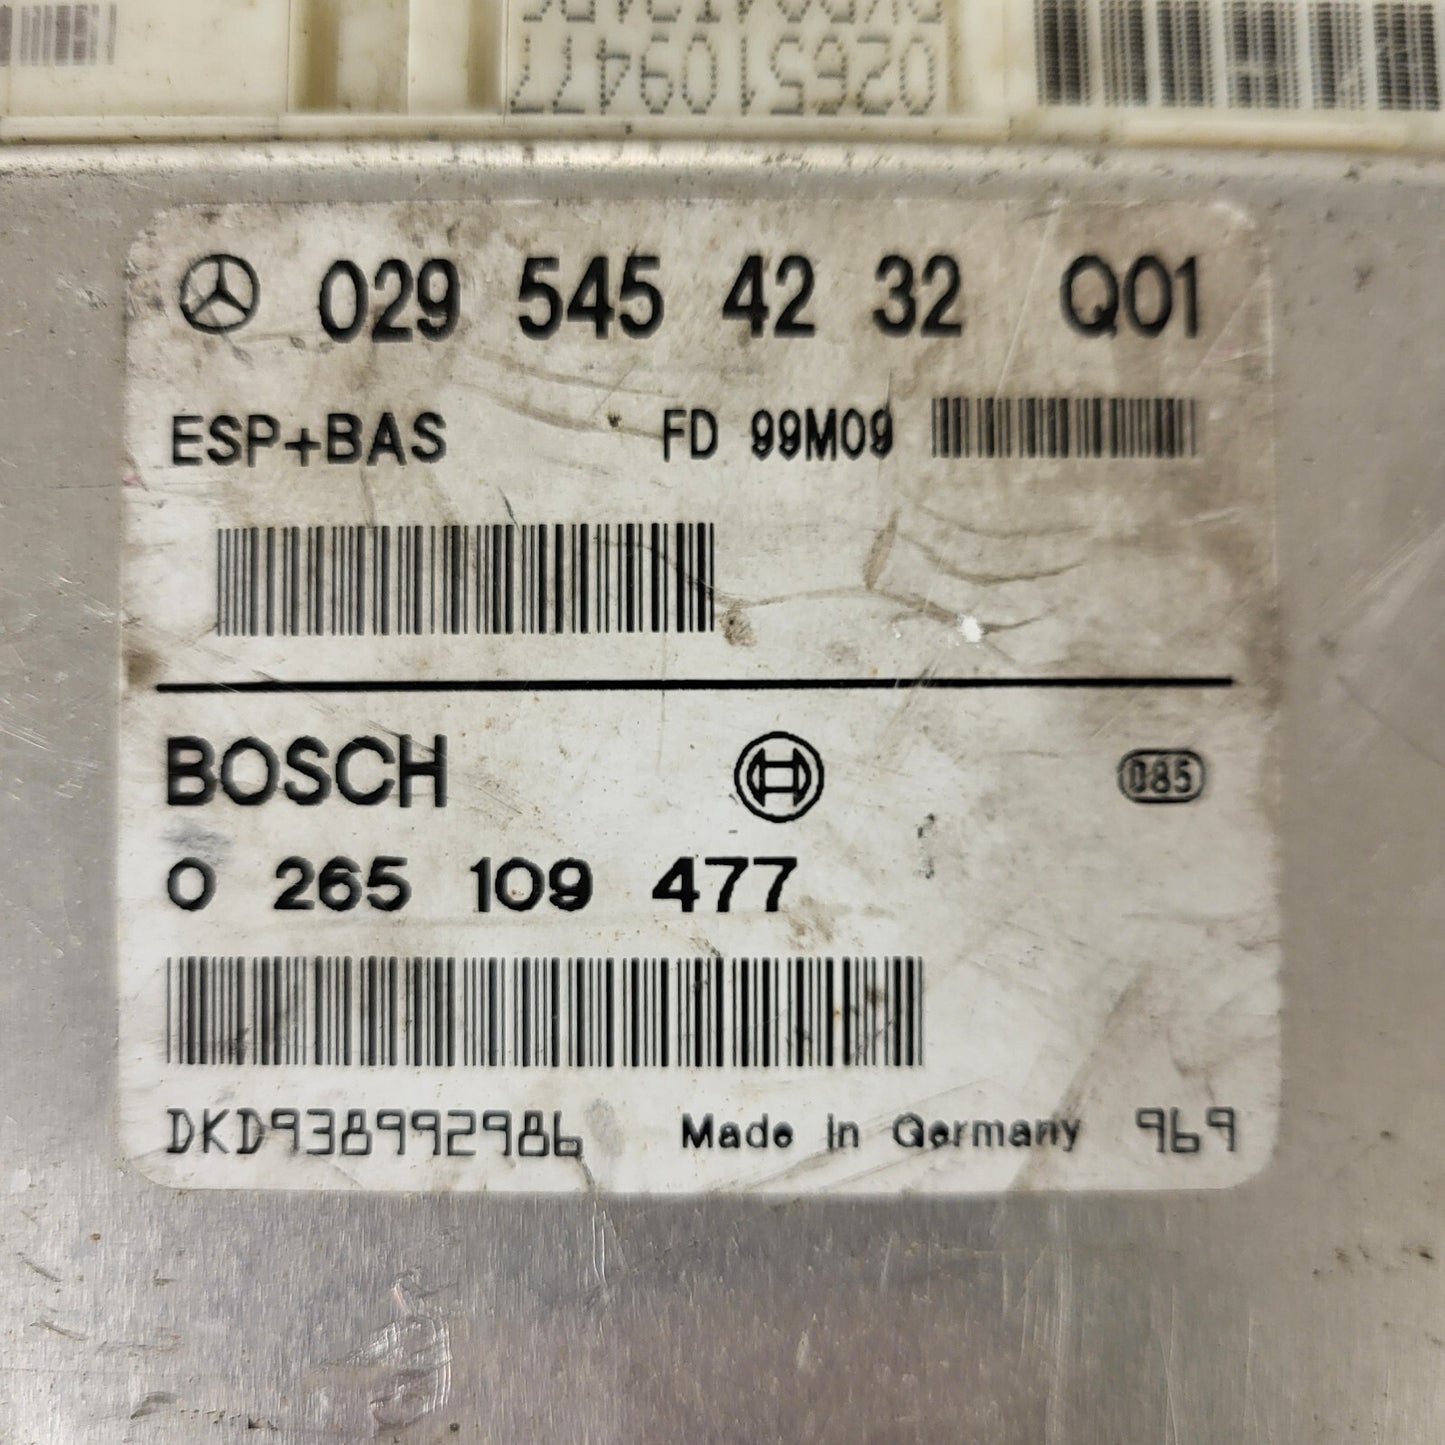 0265109477
029 545 42 32 Q01
ESP+BAS FD 99M09
BOSCH 085
0 265 109 477
DKD938992986 Made in Germany 969